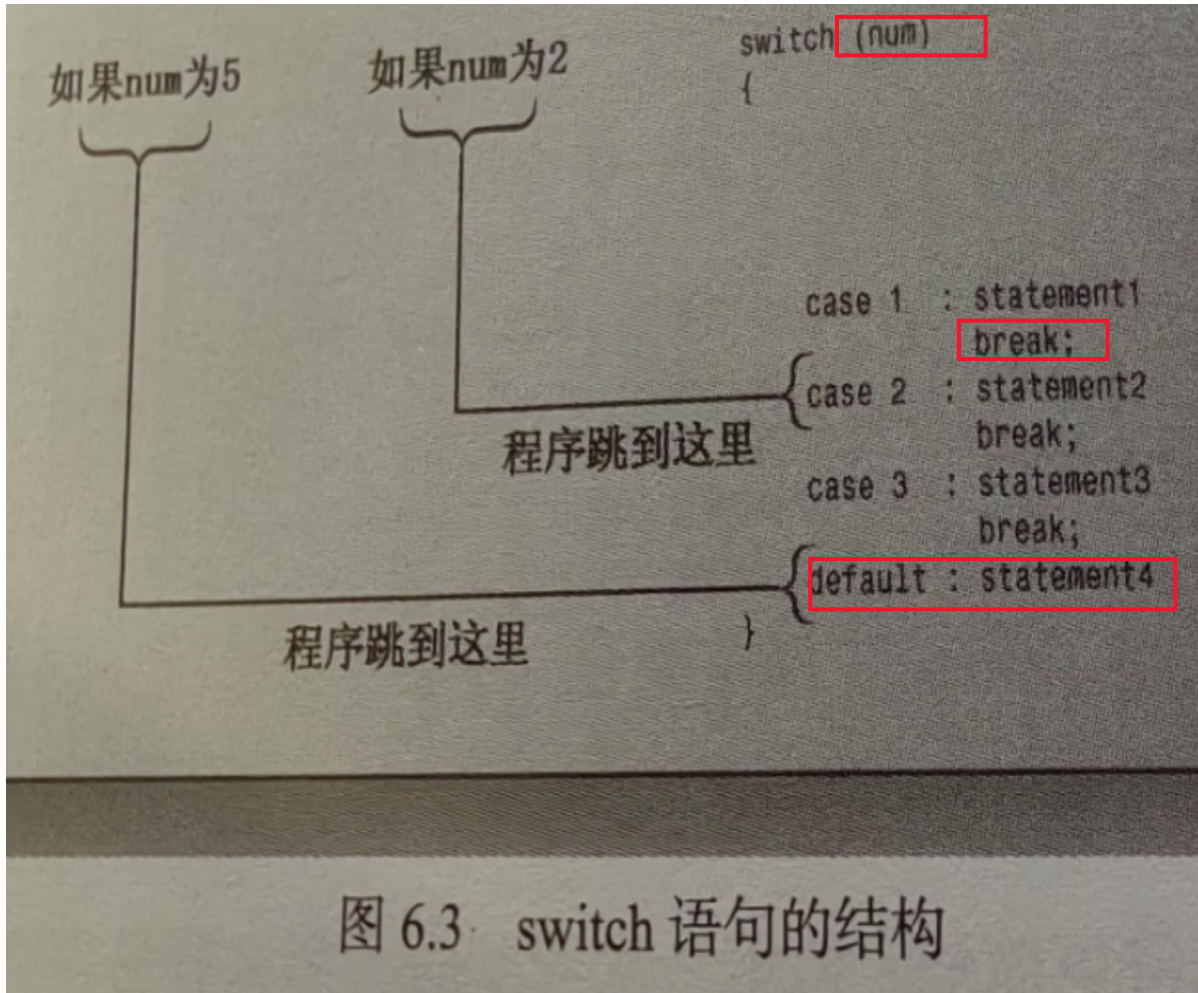 如果num为5
如果num为2
switch (num)
{
case 1 : statement1
break;
case 2 : statement2
break;
程序跳到这里
case 3 : statement3
break;
default : statement4
程序跳到这里
}
图 6.3 switch 语句的结构